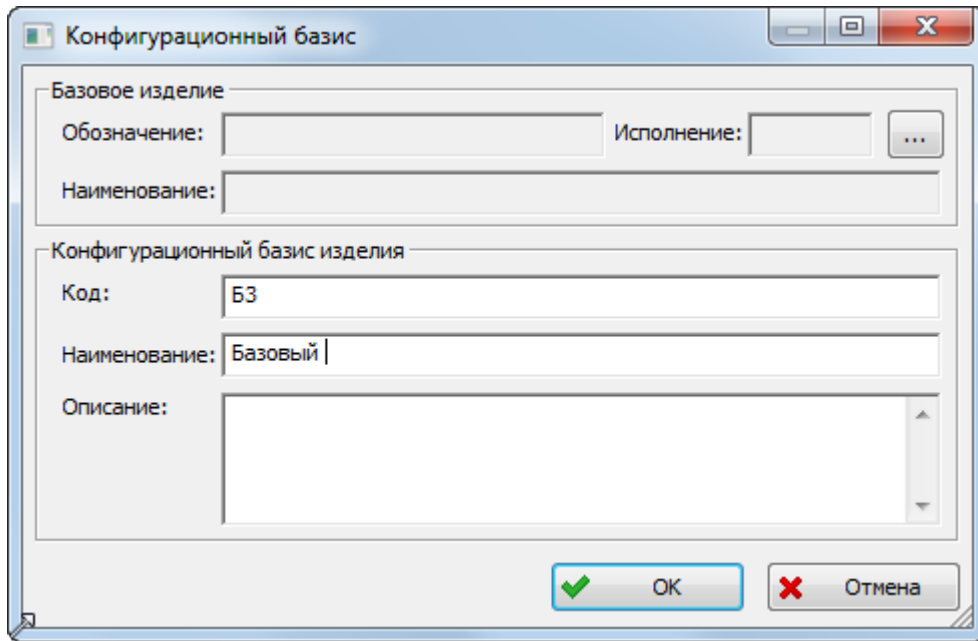 Конфигурационный базис
Базовое изделие
Обозначение: Исполнение: ...
Наименование:
Конфигурационный базис изделия
Код: БЗ
Наименование: Базовый
Описание:
ОК Отмена